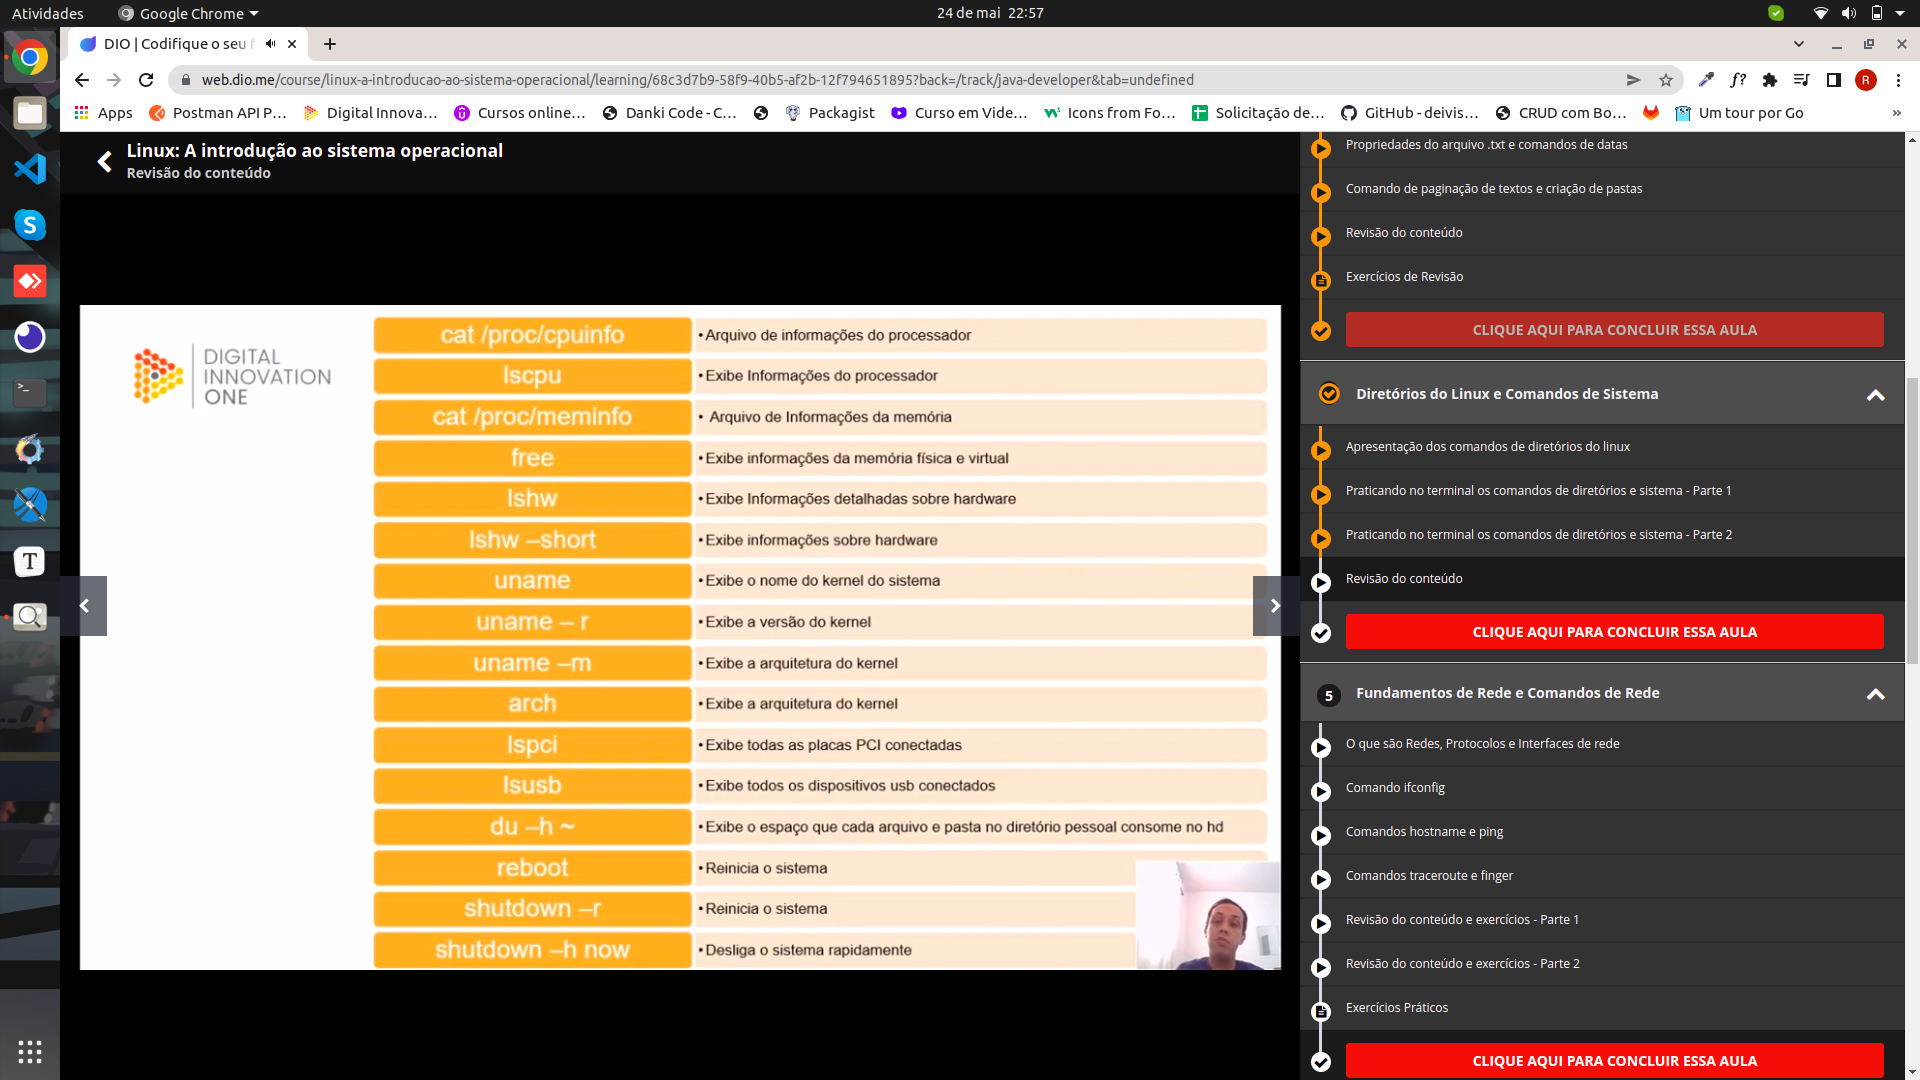 Atividades
Google Chrome
24 de mai 22:57
DIO | Codifique o seu f
web.dio.me/course/linux-a-introducao-ao-sistema-operacional/learning/68c3d7b9-58f9-40b5-af2b-12f794651895?back=/track/java-developer&tab=undefined
f?
R
Apps
Postman API P...
Digital Innova...
Cursos online...
Danki Code - C...
Packagist
Curso em Vide...
Icons from Fo...
Solicitação de...
GitHub - deivis...
CRUD com Bo...
Um tour por Go
»
Linux: A introdução ao sistema operacional
Revisão do conteúdo
DIGITAL
INNOVATION
ONE
cat /proc/cpuinfo
• Arquivo de informações do processador
lscpu
• Exibe Informações do processador
cat /proc/meminfo
• Arquivo de Informações da memória
free
• Exibe informações da memória física e virtual
lshw
• Exibe Informações detalhadas sobre hardware
lshw –short
• Exibe informações sobre hardware
uname
• Exibe o nome do kernel do sistema
uname – r
• Exibe a versão do kernel
uname –m
• Exibe a arquitetura do kernel
arch
• Exibe a arquitetura do kernel
lspci
• Exibe todas as placas PCI conectadas
lsusb
• Exibe todos os dispositivos usb conectados
du –h ~
• Exibe o espaço que cada arquivo e pasta no diretório pessoal consome no hd
reboot
• Reinicia o sistema
shutdown –r
• Reinicia o sistema
shutdown –h now
• Desliga o sistema rapidamente
Propriedades do arquivo .txt e comandos de datas
Comando de paginação de textos e criação de pastas
Revisão do conteúdo
Exercícios de Revisão
CLIQUE AQUI PARA CONCLUIR ESSA AULA
Diretórios do Linux e Comandos de Sistema
Apresentação dos comandos de diretórios do linux
Praticando no terminal os comandos de diretórios e sistema - Parte 1
Praticando no terminal os comandos de diretórios e sistema - Parte 2
Revisão do conteúdo
CLIQUE AQUI PARA CONCLUIR ESSA AULA
5
Fundamentos de Rede e Comandos de Rede
O que são Redes, Protocolos e Interfaces de rede
Comando ifconfig
Comandos hostname e ping
Comandos traceroute e finger
Revisão do conteúdo e exercícios - Parte 1
Revisão do conteúdo e exercícios - Parte 2
Exercícios Práticos
CLIQUE AQUI PARA CONCLUIR ESSA AULA